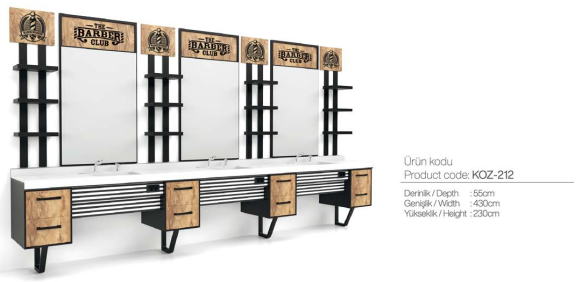 THE
BARBER
CLUB
THE
BARBER
CLUB
THE
BARBER
CLUB
Ürün kodu
Product code: KOZ-212
Derinlik / Depth : 55cm
Genişlik / Width : 430cm
Yükseklik / Height : 230cm